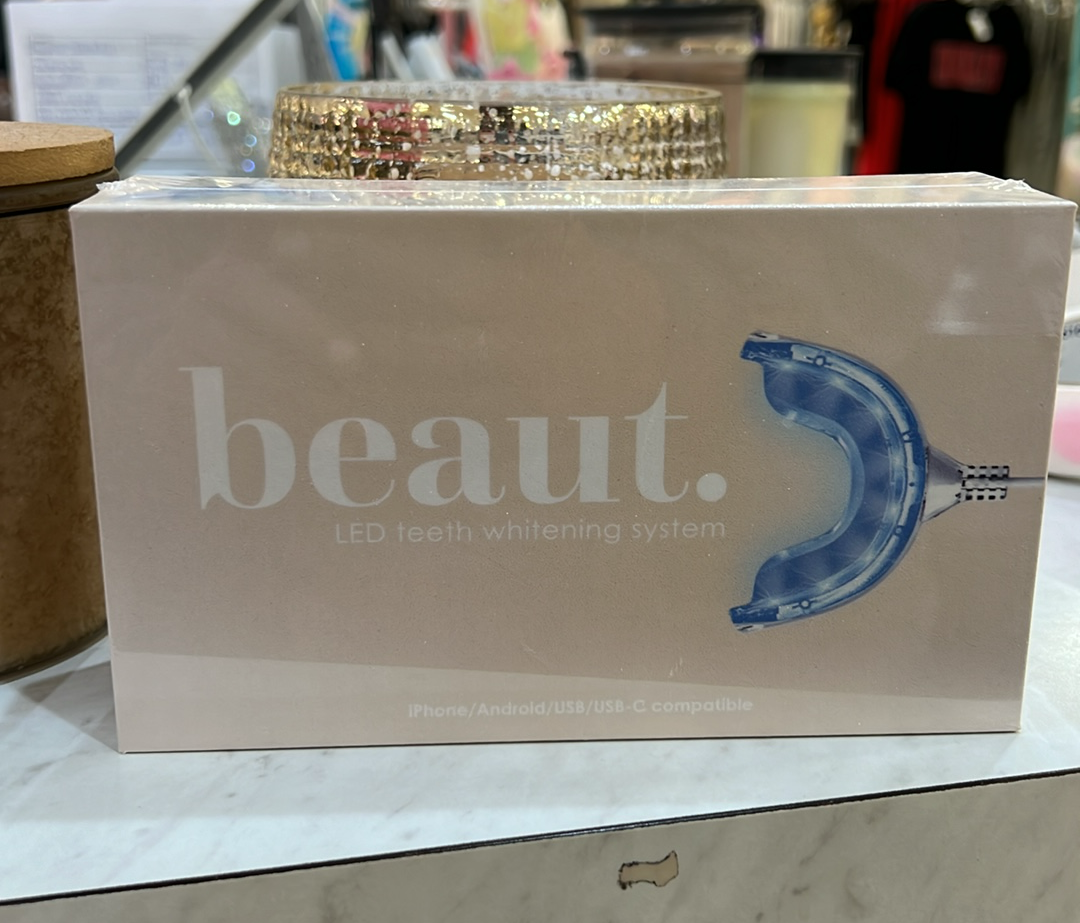 beaut.
LED teeth whitening system
iPhone/Android/USB/USB-C compatible